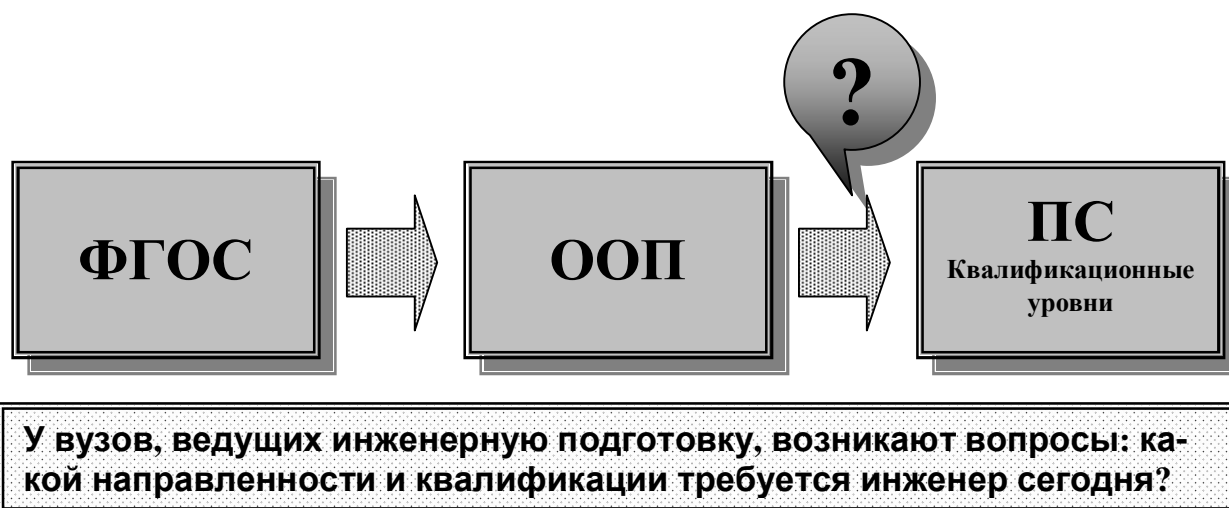 ?
ФГОС
ООП
ПС
Квалификационные
уровни
У вузов, ведущих инженерную подготовку, возникают вопросы: ка-
кой направленности и квалификации требуется инженер сегодня?